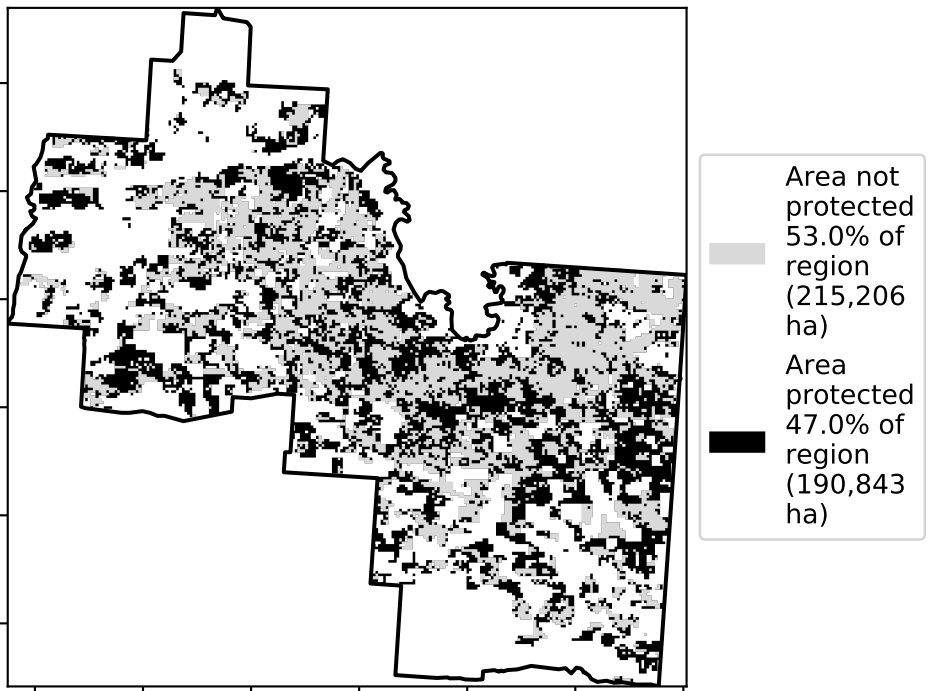 Area not
protected
53.0% of
region
(215,206
ha)
Area
protected
47.0% of
region
(190,843
ha)